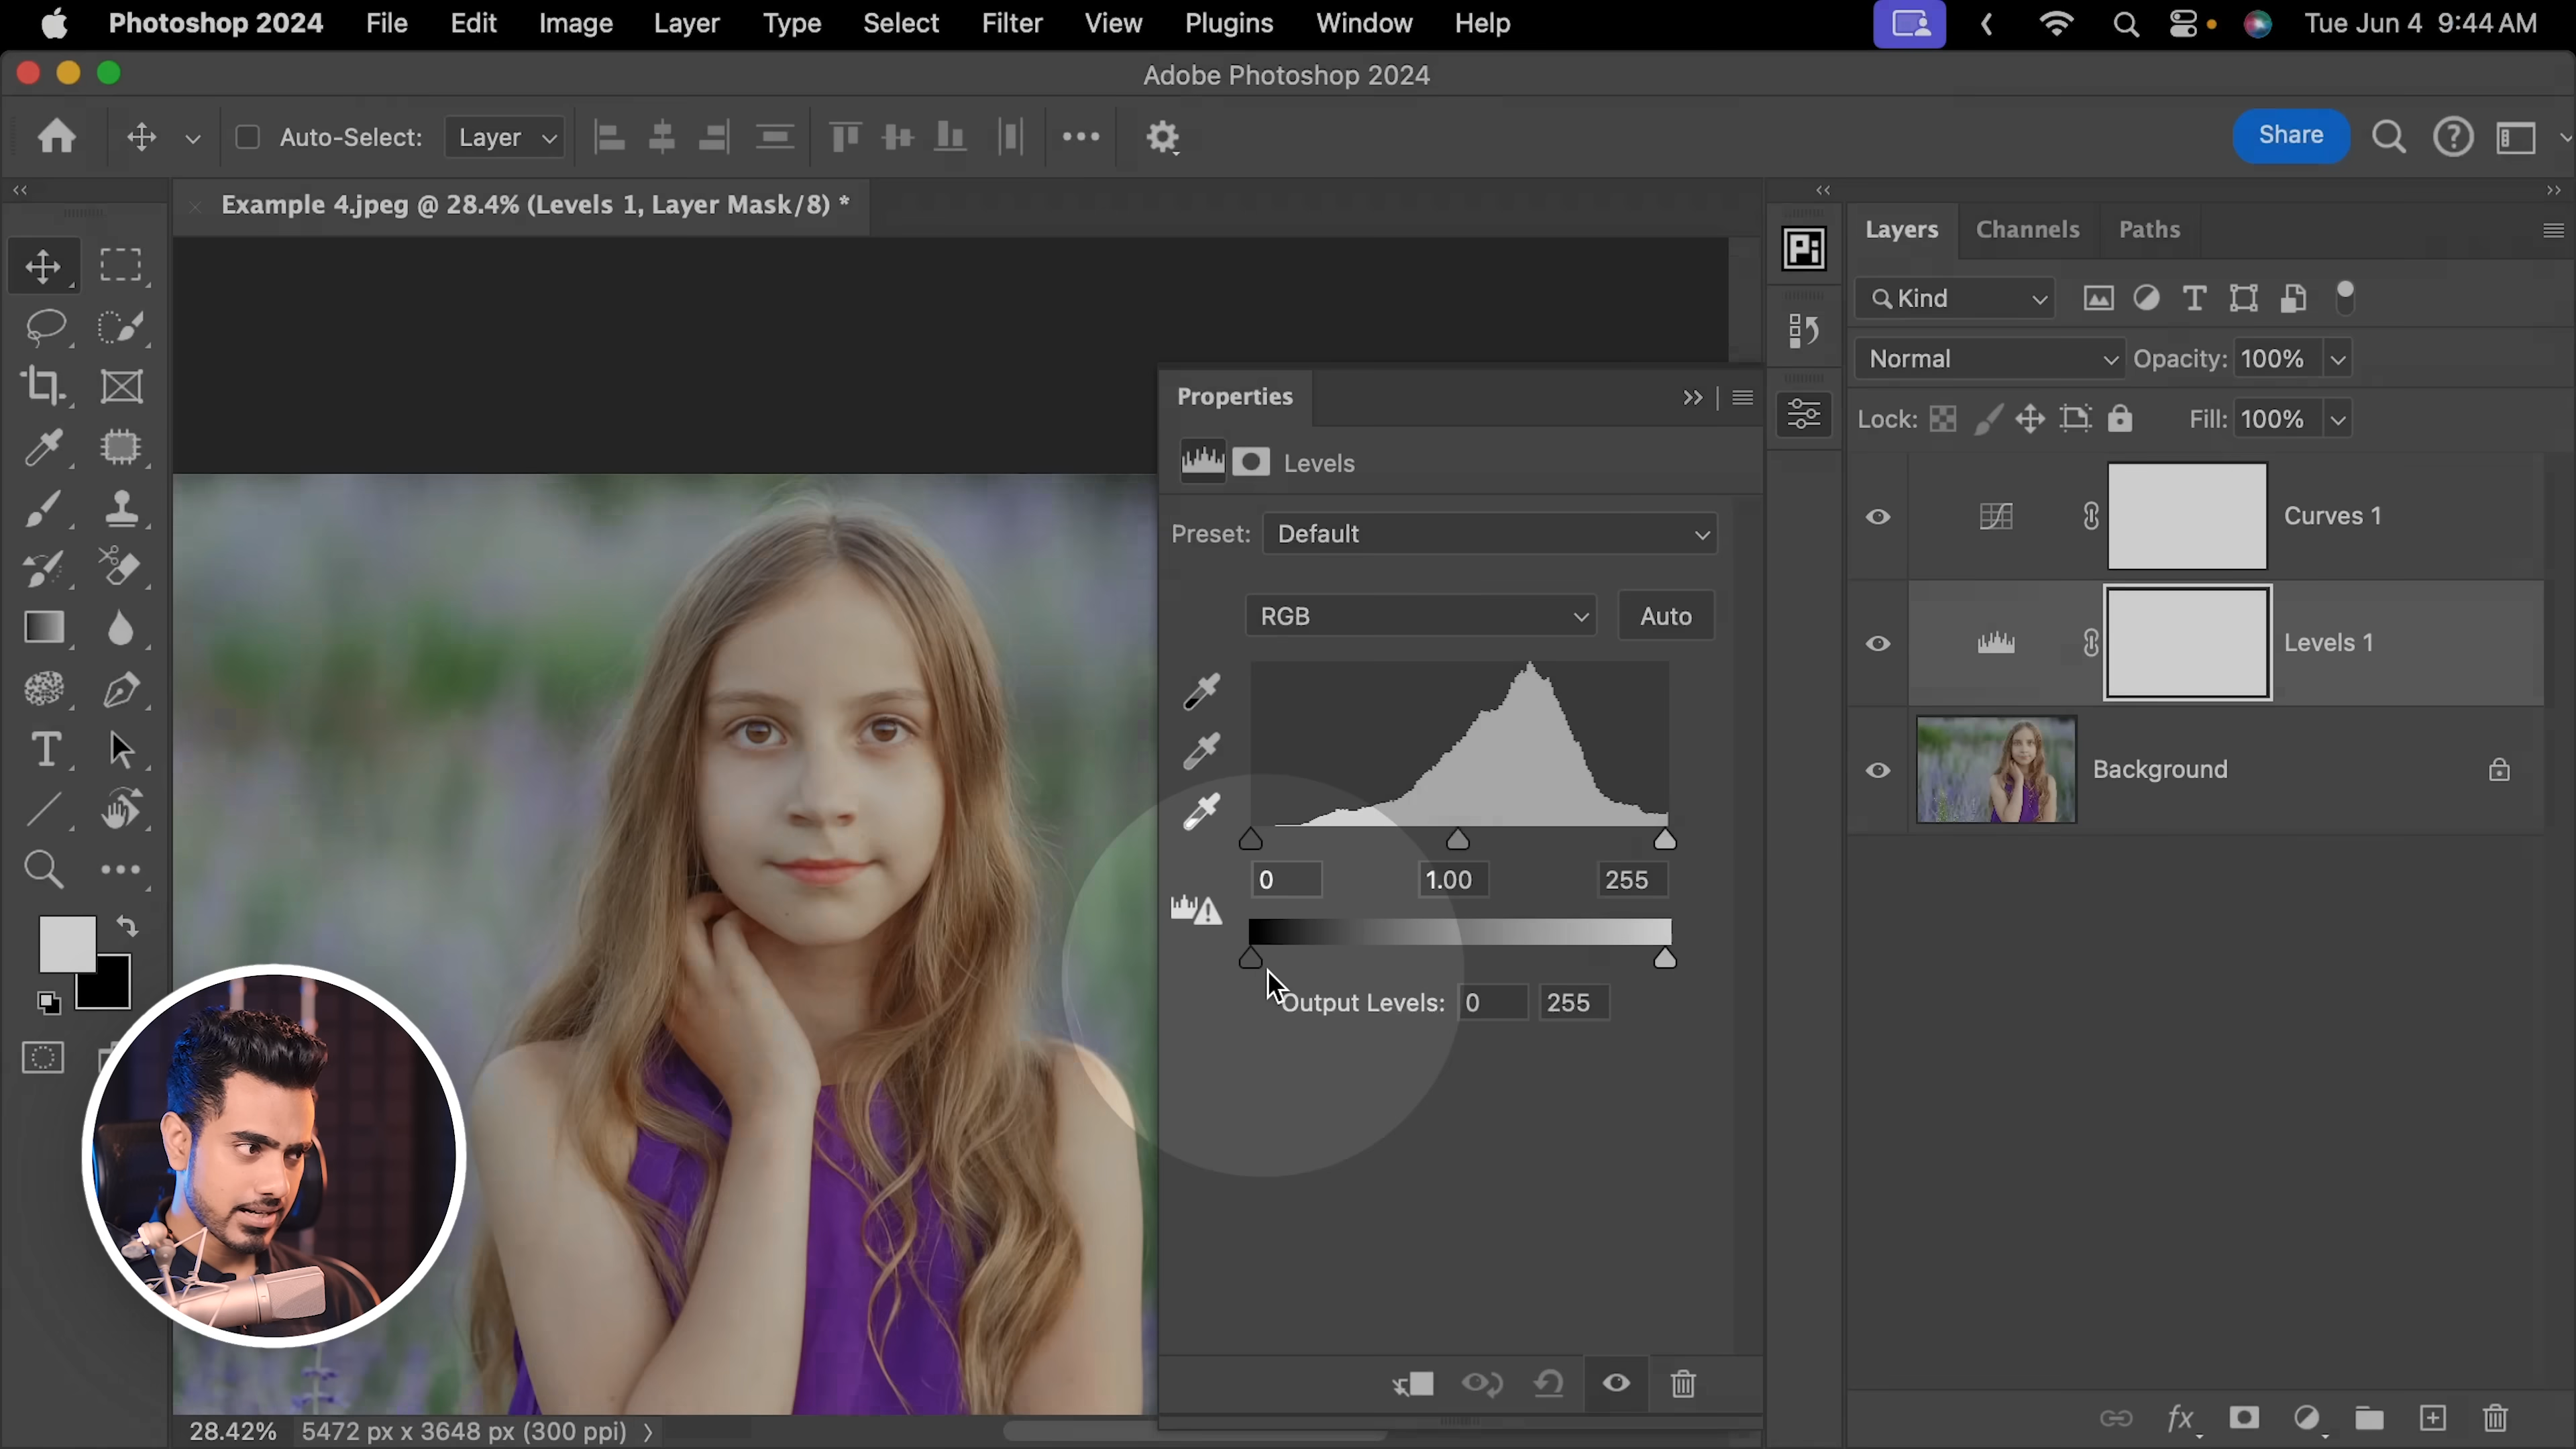 Photoshop 2024 File Edit Image Layer Type Select Filter View Plugins Window Help Tue Jun 4 9:44 AM
Adobe Photoshop 2024
Auto-Select: Layer Share
Example 4.jpeg @ 28.4% (Levels 1, Layer Mask/8) *
Layers Channels Paths
Pi
Kind
Normal Opacity: 100%
Lock: Fill: 100%
Properties
Levels
Preset: Default
RGB Auto
0 1.00 255
Output Levels: 0 255
Curves 1
Levels 1
Background
28.42% 5472 px x 3648 px (300 ppi)
fx